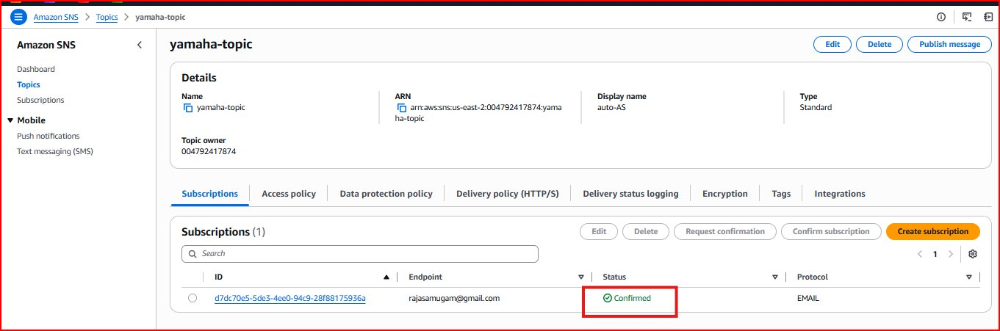 Amazon SNS > Topics > yamaha-topic
Amazon SNS
Dashboard
Topics
Subscriptions
Mobile
Push notifications
Text messaging (SMS)
yamaha-topic
Edit Delete Publish message
Details
Name
yamaha-topic
ARN
arn:aws:sns:us-east-2:004792417874:yama
ha-topic
Display name
auto-AS
Type
Standard
Topic owner
004792417874
Subscriptions Access policy Data protection policy Delivery policy (HTTP/S) Delivery status logging Encryption Tags Integrations
Subscriptions (1)
Edit Delete Request confirmation Confirm subscription Create subscription
Search
< 1 >
ID Endpoint Status Protocol
d7dc70e5-5de3-4ee0-94c9-28f88175936a rajasamugam@gmail.com Confirmed EMAIL